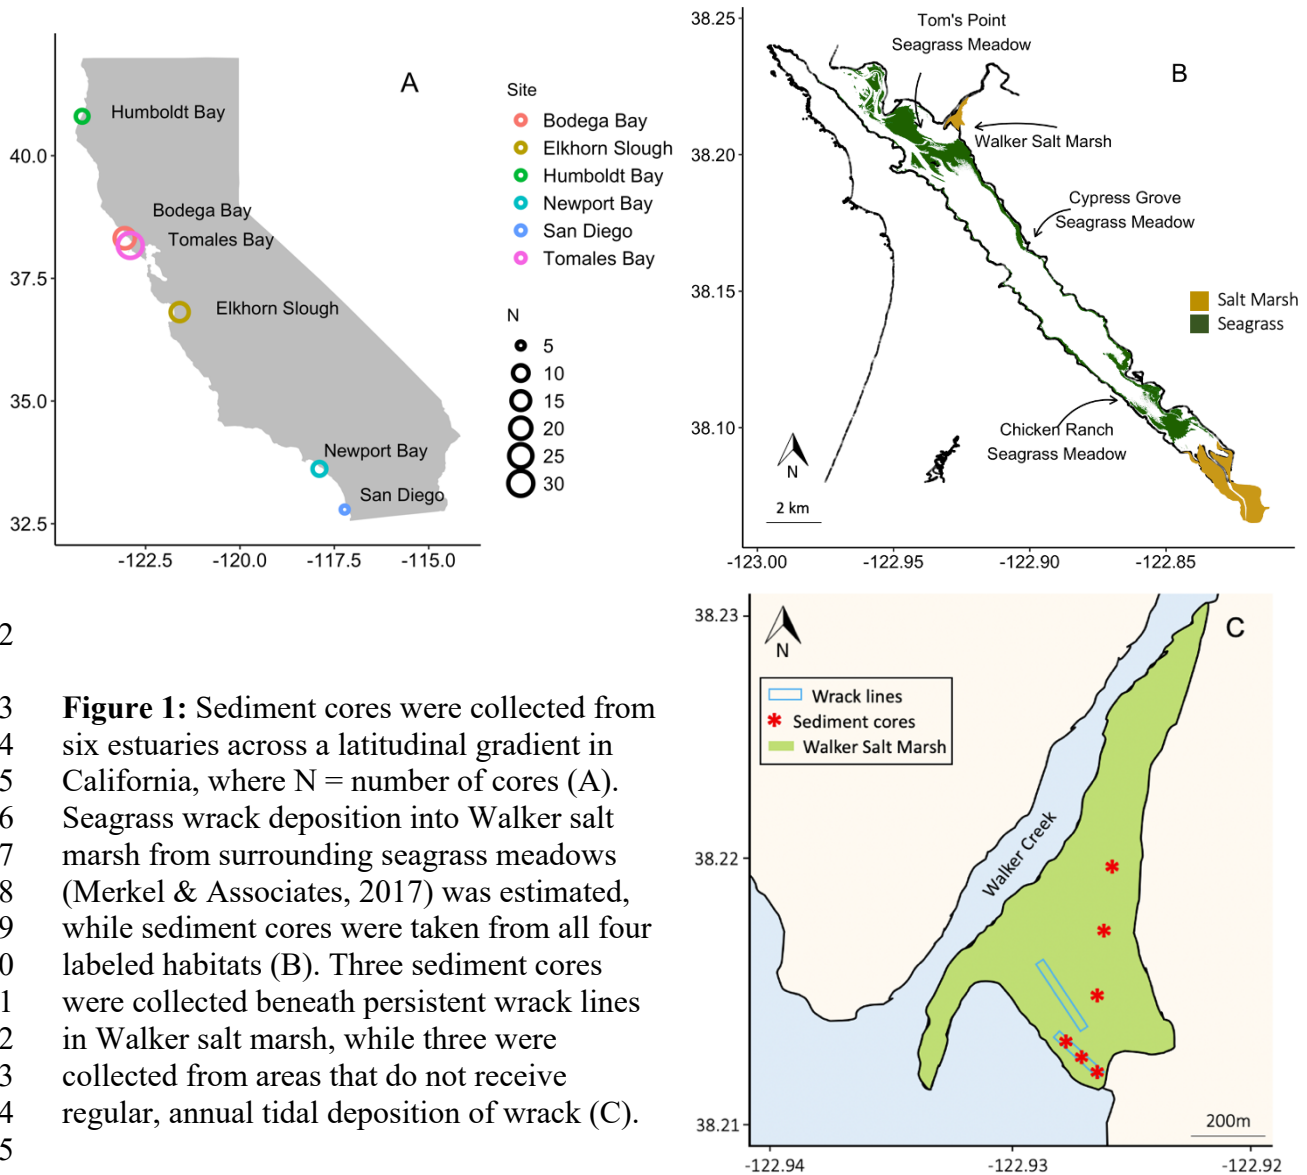 A
Humboldt Bay
Bodega Bay
Tomales Bay
Elkhorn Slough
Newport Bay
San Diego
40.0
37.5
35.0
32.5
-122.5
-120.0
-117.5
-115.0
Site
Bodega Bay
Elkhorn Slough
Humboldt Bay
Newport Bay
San Diego
Tomales Bay
N
5
10
15
20
25
30
B
Tom's Point
Seagrass Meadow
Walker Salt Marsh
Cypress Grove
Seagrass Meadow
Chicken Ranch
Seagrass Meadow
Salt Marsh
Seagrass
N
2 km
38.25
38.20
38.15
38.10
-123.00
-122.95
-122.90
-122.85
2
3 Figure 1: Sediment cores were collected from
4 six estuaries across a latitudinal gradient in
5 California, where N = number of cores (A).
6 Seagrass wrack deposition into Walker salt
7 marsh from surrounding seagrass meadows
8 (Merkel & Associates, 2017) was estimated,
9 while sediment cores were taken from all four
0 labeled habitats (B). Three sediment cores
1 were collected beneath persistent wrack lines
2 in Walker salt marsh, while three were
3 collected from areas that do not receive
4 regular, annual tidal deposition of wrack (C).
5
C
N
Wrack lines
Sediment cores
Walker Salt Marsh
Walker Creek
200m
38.23
38.22
38.21
-122.94
-122.93
-122.92